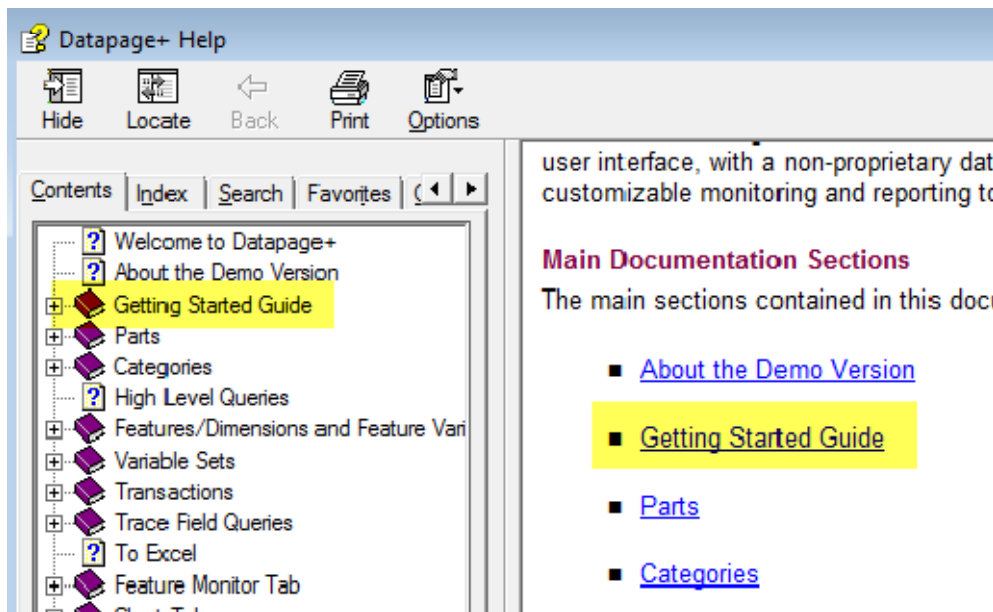 Datapage+ Help
Hide Locate Back Print Options
Contents Index Search Favorites
Welcome to Datapage+
About the Demo Version
Getting Started Guide
Parts
Categories
High Level Queries
Features/Dimensions and Feature Vari
Variable Sets
Transactions
Trace Field Queries
To Excel
Feature Monitor Tab
user interface, with a non-proprietary dat
customizable monitoring and reporting to
Main Documentation Sections
The main sections contained in this docu
About the Demo Version
Getting Started Guide
Parts
Categories